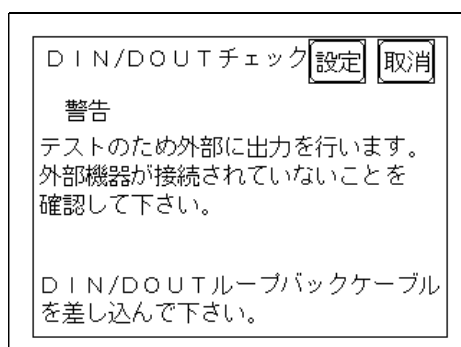 DIN/DOUTチェック 設定 取消
警告
テストのため外部に出力を行います。
外部機器が接続されていないことを
確認して下さい。
DIN/DOUTループバックケーブル
を差し込んで下さい。